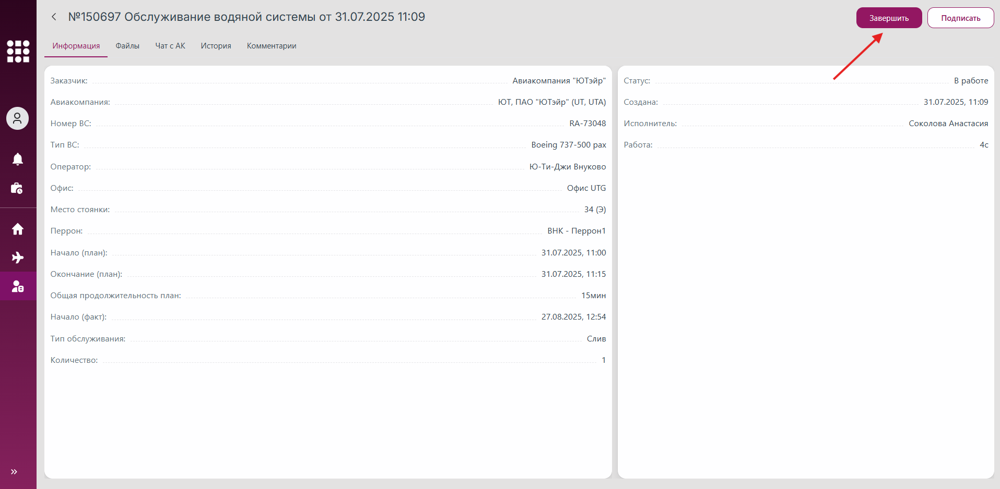 №150697 Обслуживание водяной системы от 31.07.2025 11:09
Завершить
Подписать
Информация
Файлы
Чат с АК
История
Комментарии
Заказчик: Авиакомпания "ЮТэйр"
Авиакомпания: ЮТ, ПАО "ЮТэйр" (UT, UTA)
Номер ВС: RA-73048
Тип ВС: Boeing 737-500 pax
Оператор: Ю-Ти-Джи Внуково
Офис: Офис UTG
Место стоянки: 34 (Э)
Перрон: ВНК - Перрон1
Начало (план): 31.07.2025, 11:00
Окончание (план): 31.07.2025, 11:15
Общая продолжительность план: 15мин
Начало (факт): 27.08.2025, 12:54
Тип обслуживания: Слив
Количество: 1
Статус: В работе
Создана: 31.07.2025, 11:09
Исполнитель: Соколова Анастасия
Работа: 4с